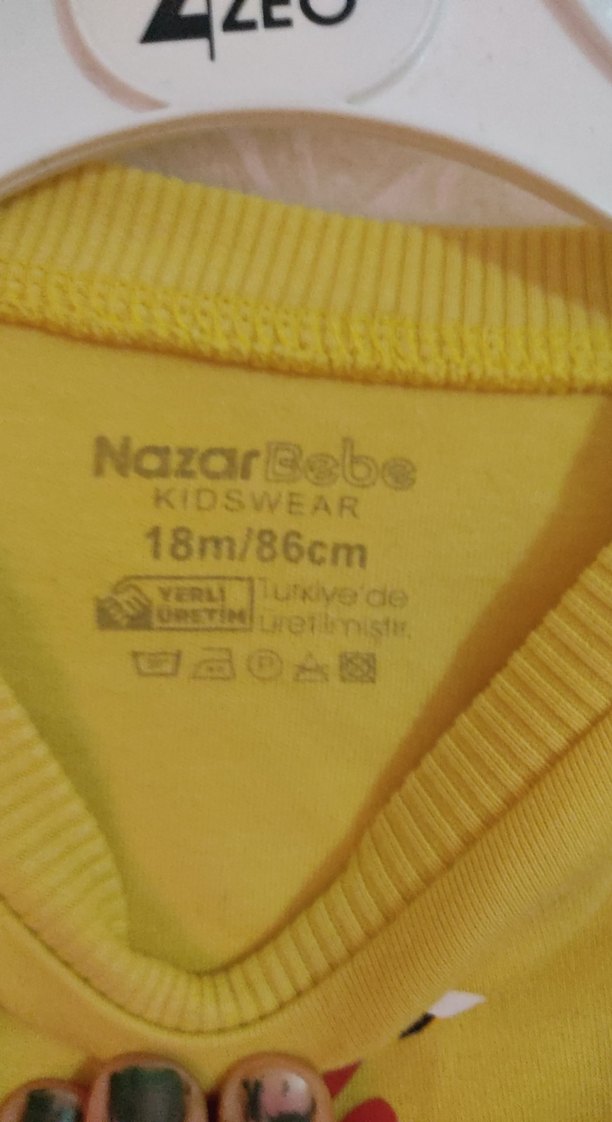 ZEO
NazarBebe
KIDSWEAR
18m/86cm
YERLİ
ÜRETİM
Türkiye'de
üretilmiştir.
P